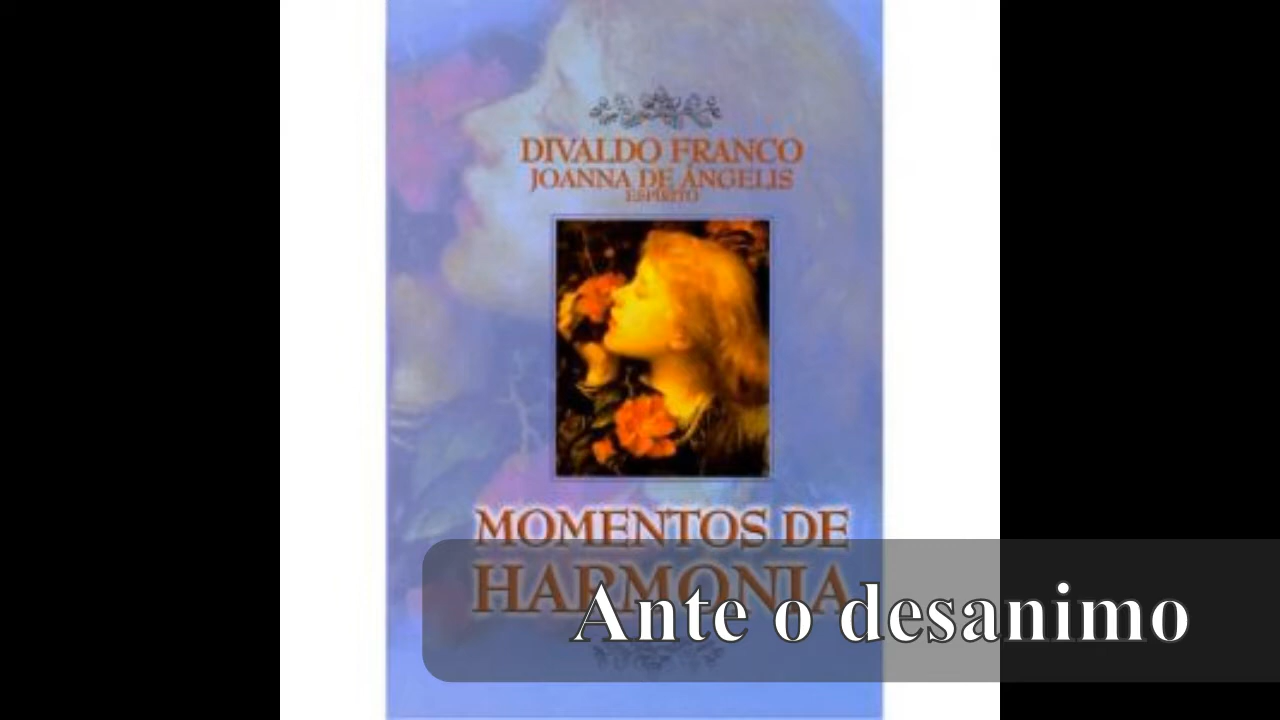 DIVALDO FRANCO
JOANNA DE ÂNGELIS
ESPÍRITO
MOMENTOS DE
HARMONIA
Ante o desanimo